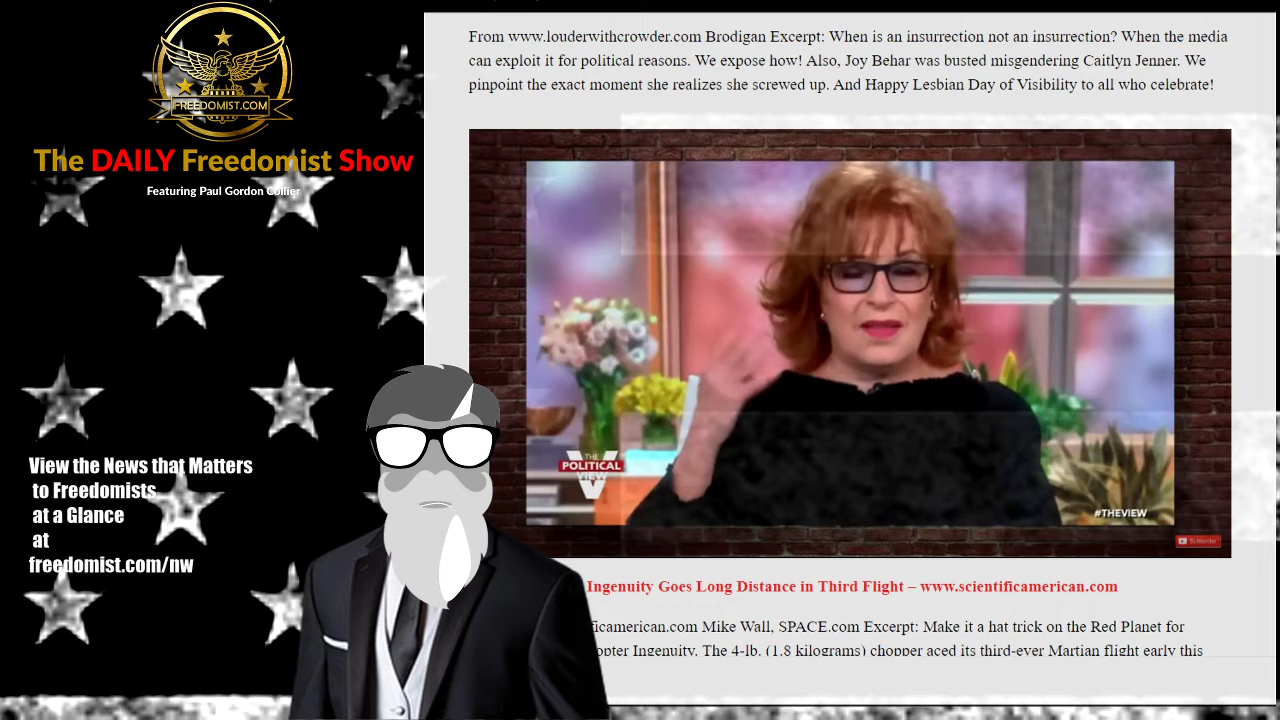 FREEDOMIST.COM
The DAILY Freedomist Show
Featuring Paul Gordon Collier
View the News that Matters
to Freedomists
at a Glance
at
freedomist.com/nw
From www.louderwithcrowder.com Brodigan Excerpt: When is an insurrection not an insurrection? When the media
can exploit it for political reasons. We expose how! Also, Joy Behar was busted misgendering Caitlyn Jenner. We
pinpoint the exact moment she realizes she screwed up. And Happy Lesbian Day of Visibility to all who celebrate!
THE
POLITICAL
VIEW
#THEVIEW
Subscribe
Ingenuity Goes Long Distance in Third Flight – www.scientificamerican.com
ificamerican.com Mike Wall, SPACE.com Excerpt: Make it a hat trick on the Red Planet for
opter Ingenuity. The 4-lb. (1.8 kilograms) chopper aced its third-ever Martian flight early this